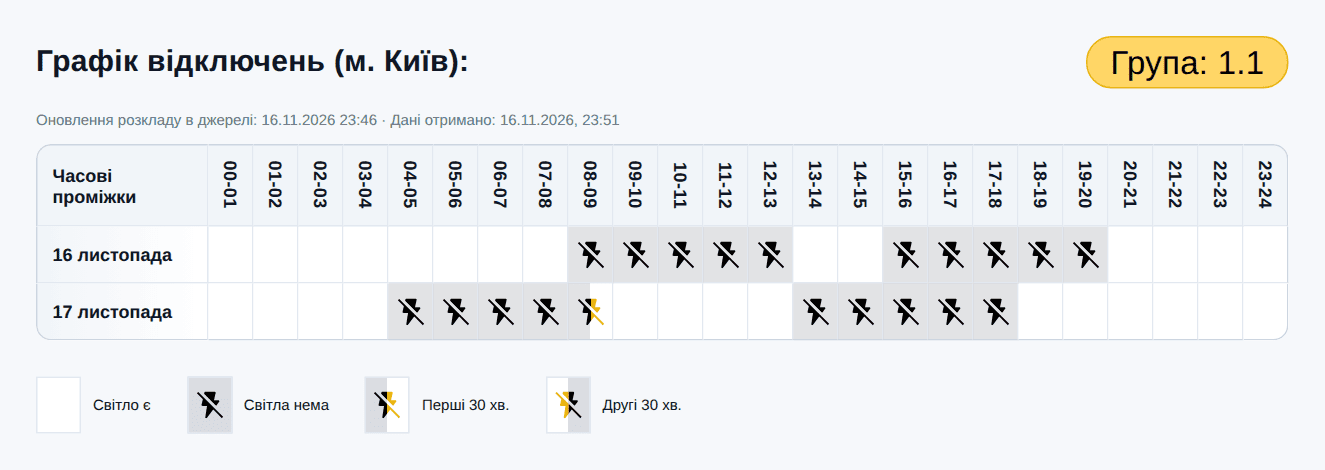 Графік відключень (м. Київ):
Група: 1.1
Оновлення розкладу в джерелі: 16.11.2026 23:46 · Дані отримано: 16.11.2026, 23:51
Часові
проміжки
00-01
01-02
02-03
03-04
04-05
05-06
06-07
07-08
08-09
09-10
10-11
11-12
12-13
13-14
14-15
15-16
16-17
17-18
18-19
19-20
20-21
21-22
22-23
23-24
16 листопада
17 листопада
Світло є
Світла нема
Перші 30 хв.
Другі 30 хв.